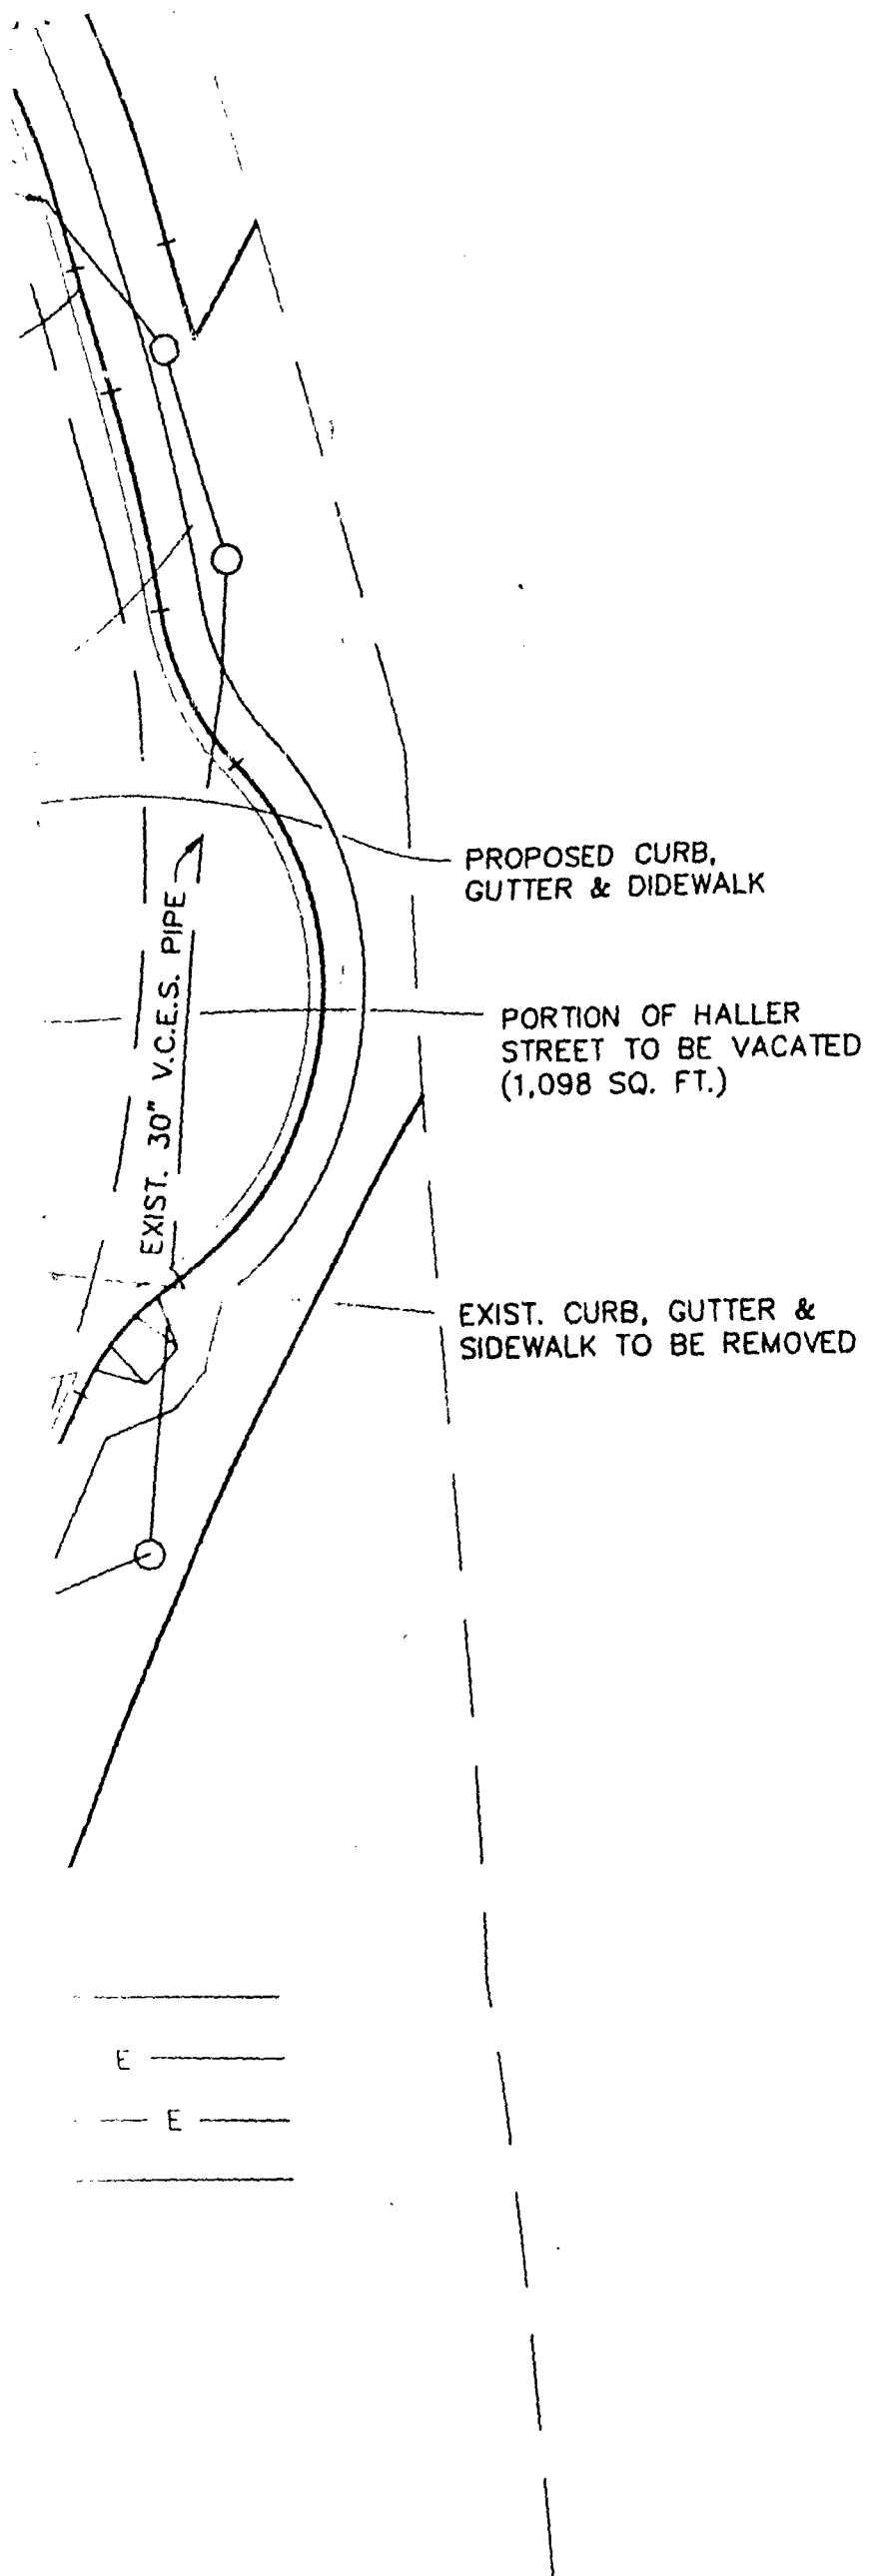 PROPOSED CURB,
GUTTER & DIDEWALK
EXIST. 30" V.C.E.S. PIPE
PORTION OF HALLER
STREET TO BE VACATED
(1,098 SQ. FT.)
EXIST. CURB, GUTTER &
SIDEWALK TO BE REMOVED
E
E